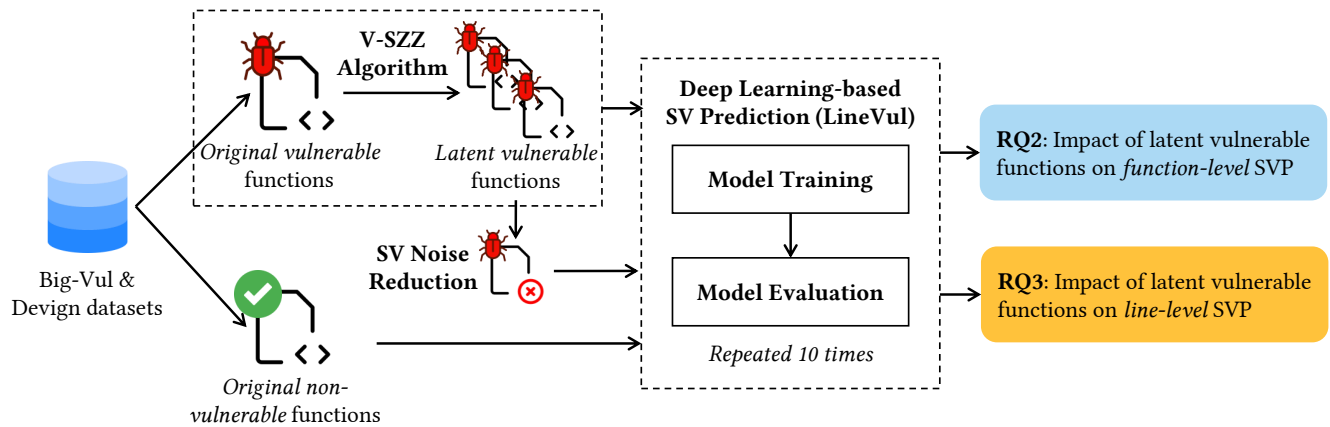 V-SZZ
Algorithm
Original vulnerable
functions
Latent vulnerable
functions
Big-Vul &
Devign datasets
SV Noise
Reduction
Original non-
vulnerable functions
Deep Learning-based
SV Prediction (LineVul)
Model Training
Model Evaluation
Repeated 10 times
RQ2: Impact of latent vulnerable
functions on function-level SVP
RQ3: Impact of latent vulnerable
functions on line-level SVP